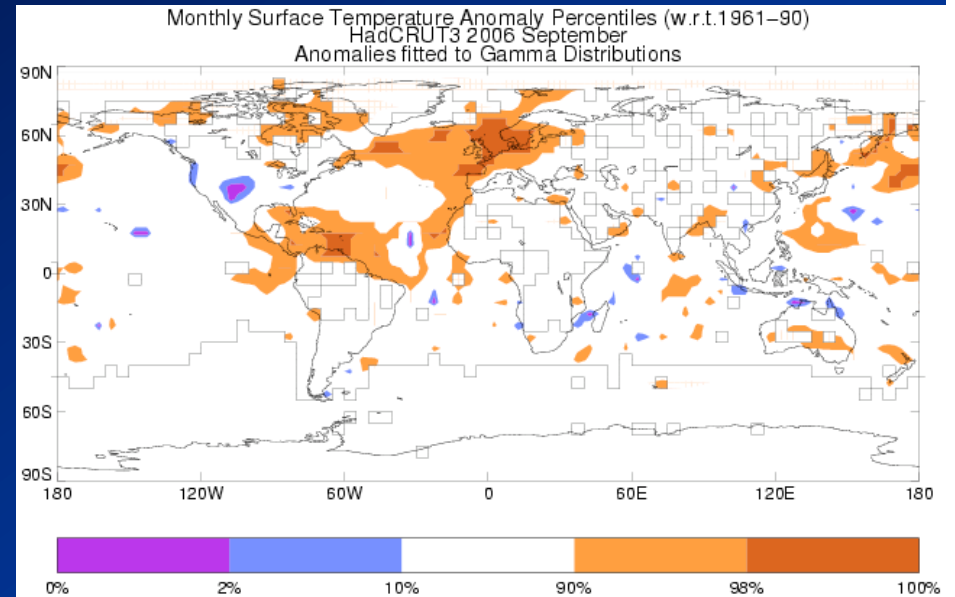 Monthly Surface Temperature Anomaly Percentiles (w.r.t.1961−90)
HadCRUT3 2006 September
Anomalies fitted to Gamma Distributions
90N
60N
30N
0
30S
60S
90S
180 120W 60W 0 60E 120E 180
0% 2% 10% 90% 98% 100%